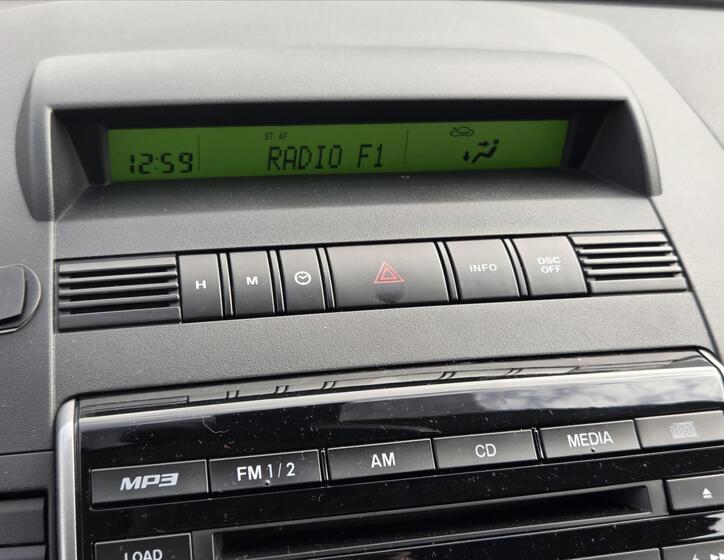 ST AF
12:59 RADIO F1
H M INFO DSC OFF
MP3 FM 1/2 AM CD MEDIA
LOAD